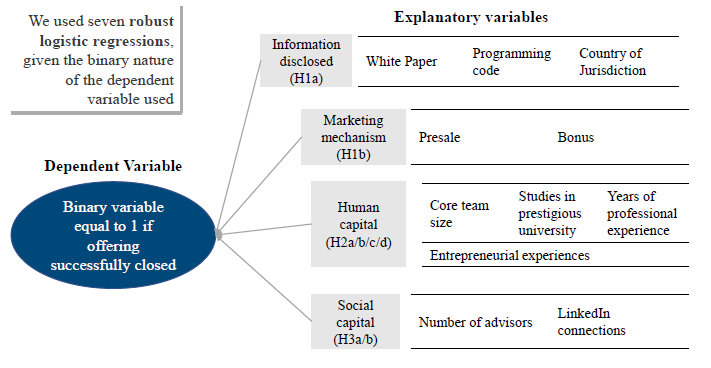 We used seven robust
logistic regressions,
given the binary nature
of the dependent
variable used
Explanatory variables
Information
disclosed
(H1a)
White Paper
Programming
code
Country of
Jurisdiction
Marketing
mechanism
(H1b)
Presale
Bonus
Dependent Variable
Binary variable
equal to 1 if
offering
successfully closed
Human
capital
(H2a/b/c/d)
Core team
size
Studies in
prestigious
university
Years of
professional
experience
Entrepreneurial experiences
Social
capital
(H3a/b)
Number of advisors
LinkedIn
connections